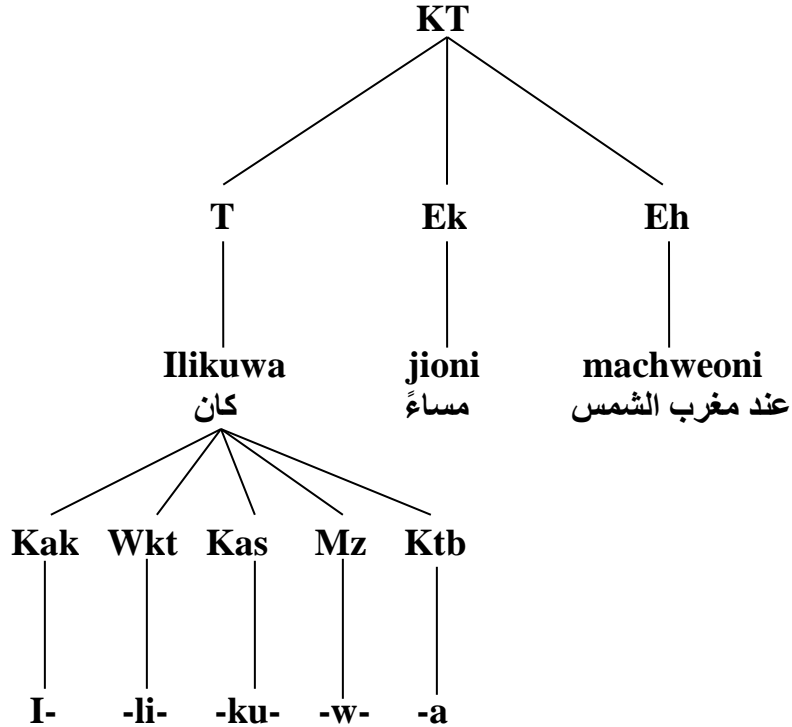 KT
T Ek Eh
Ilikuwa jioni machweoni
كان مساءً عند مغرب الشمس
Kak Wkt Kas Mz Ktb
I- -li- -ku- -w- -a